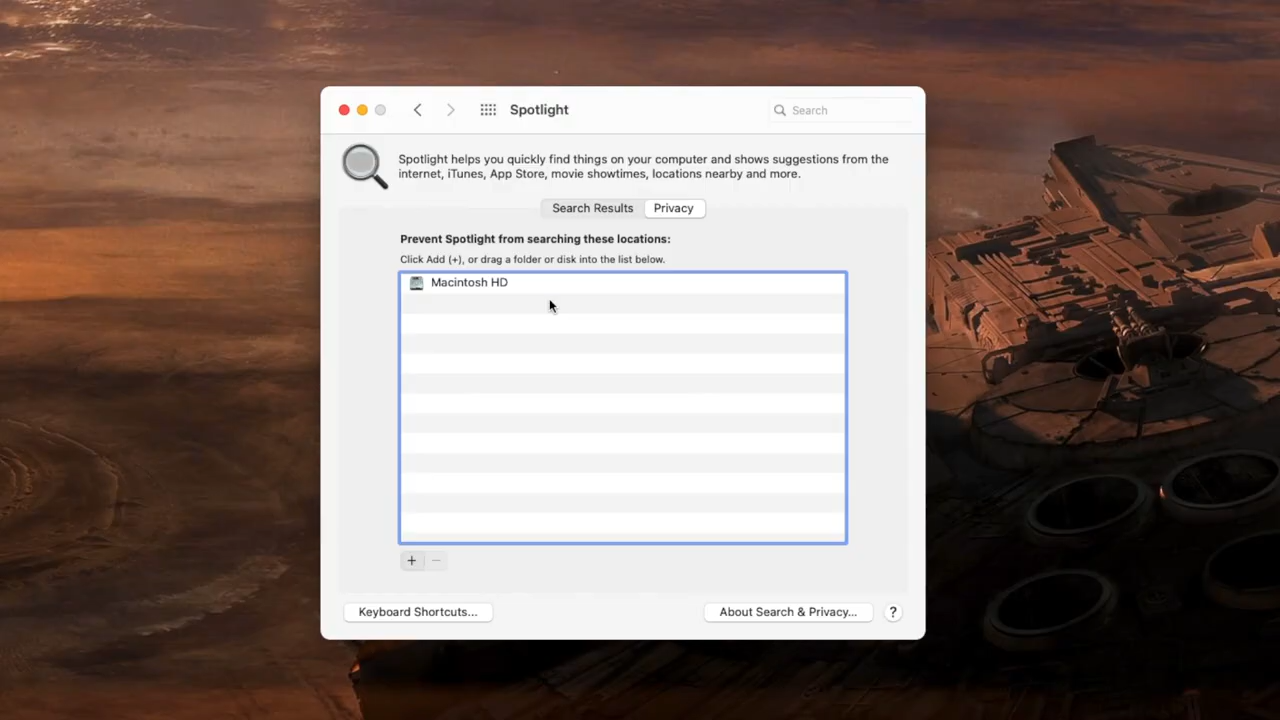 Spotlight
Search
Spotlight helps you quickly find things on your computer and shows suggestions from the
internet, iTunes, App Store, movie showtimes, locations nearby and more.
Search Results
Privacy
Prevent Spotlight from searching these locations:
Click Add (+), or drag a folder or disk into the list below.
Macintosh HD
+ −
Keyboard Shortcuts...
About Search & Privacy...
?